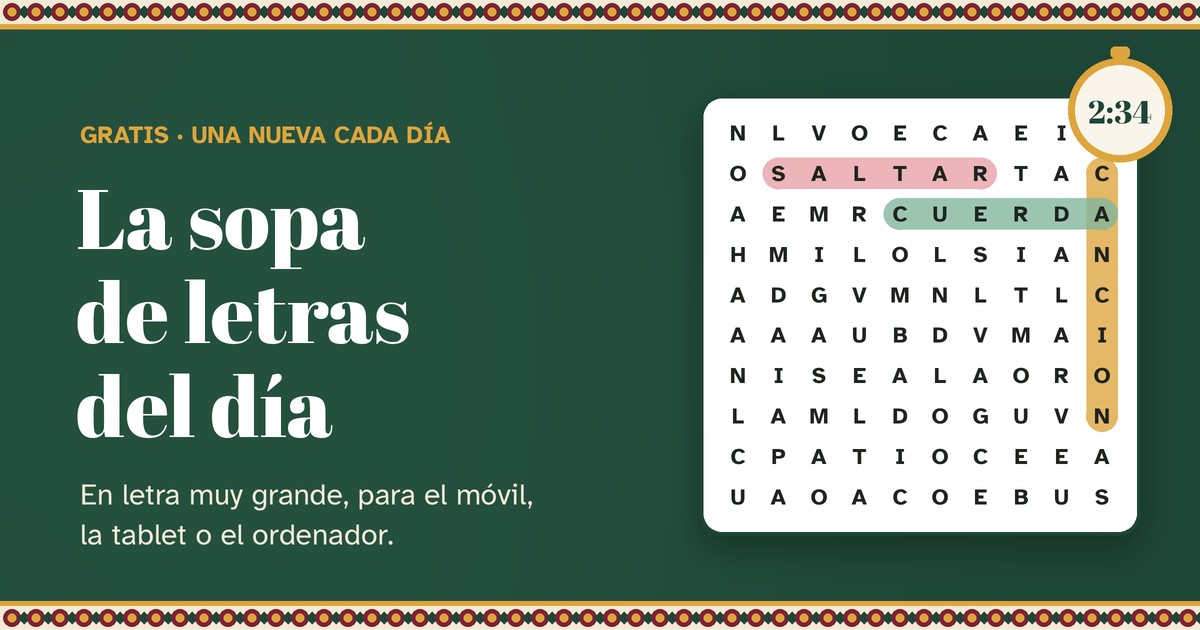 GRATIS · UNA NUEVA CADA DÍA
La sopa
de letras
del día
En letra muy grande, para el móvil,
la tablet o el ordenador.
2:34
N L V O E C A E I
O S A L T A R T A C
A E M R C U E R D A
H M I L O L S I A N
A D G V M N L T L C
A A A U B D V M A I
N I S E A L A O R O
L A M L D O G U V N
C P A T I O C E E A
U A O A C O E B U S